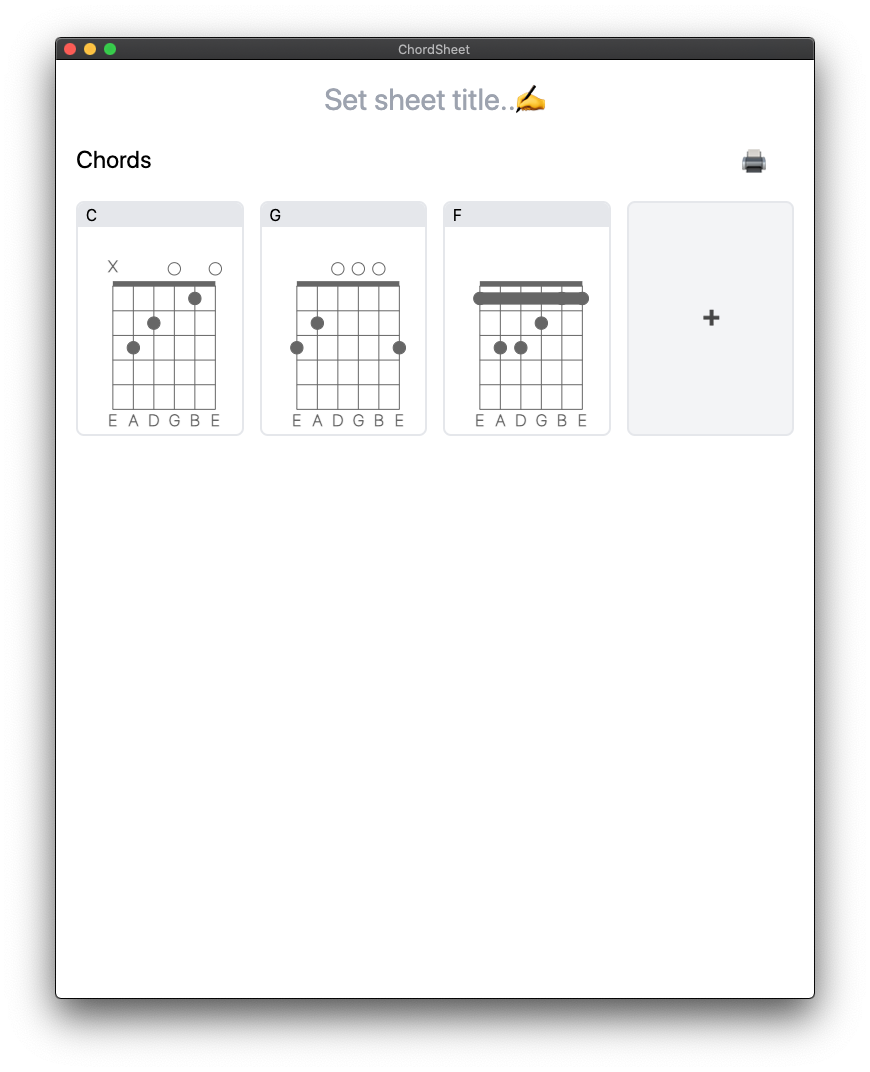 ChordSheet
Set sheet title..✍️
Chords
C G F
X
E A D G B E E A D G B E E A D G B E
+